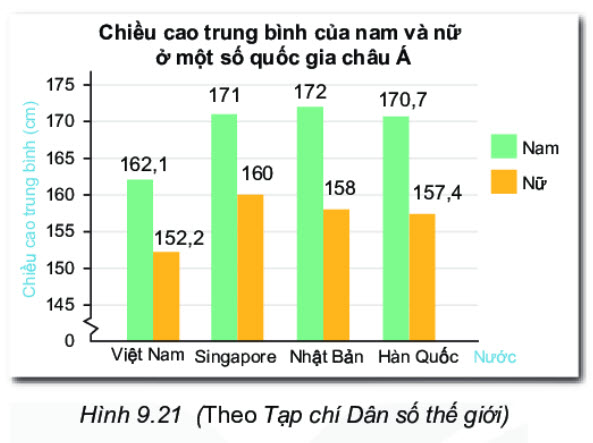 Chiều cao trung bình của nam và nữ
ở một số quốc gia châu Á
Chiều cao trung bình (cm)
175
170
165
160
155
150
145
0
162,1
152,2
171
160
172
158
170,7
157,4
Nam
Nữ
Việt Nam
Singapore
Nhật Bản
Hàn Quốc
Nước
Hình 9.21 (Theo Tạp chí Dân số thế giới)